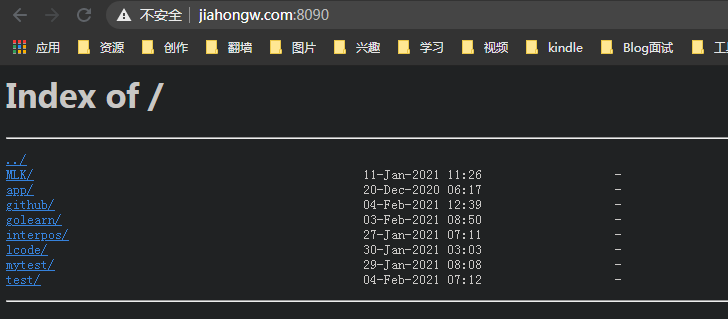 不安全 jiahongw.com:8090
应用 资源 创作 翻墙 图片 兴趣 学习 视频 kindle Blog面试 工
Index of /
../
MLK/ 11-Jan-2021 11:26 -
app/ 20-Dec-2020 06:17 -
github/ 04-Feb-2021 12:39 -
golearn/ 03-Feb-2021 08:50 -
interpos/ 27-Jan-2021 07:11 -
lcode/ 30-Jan-2021 03:03 -
mytest/ 29-Jan-2021 08:08 -
test/ 04-Feb-2021 07:12 -